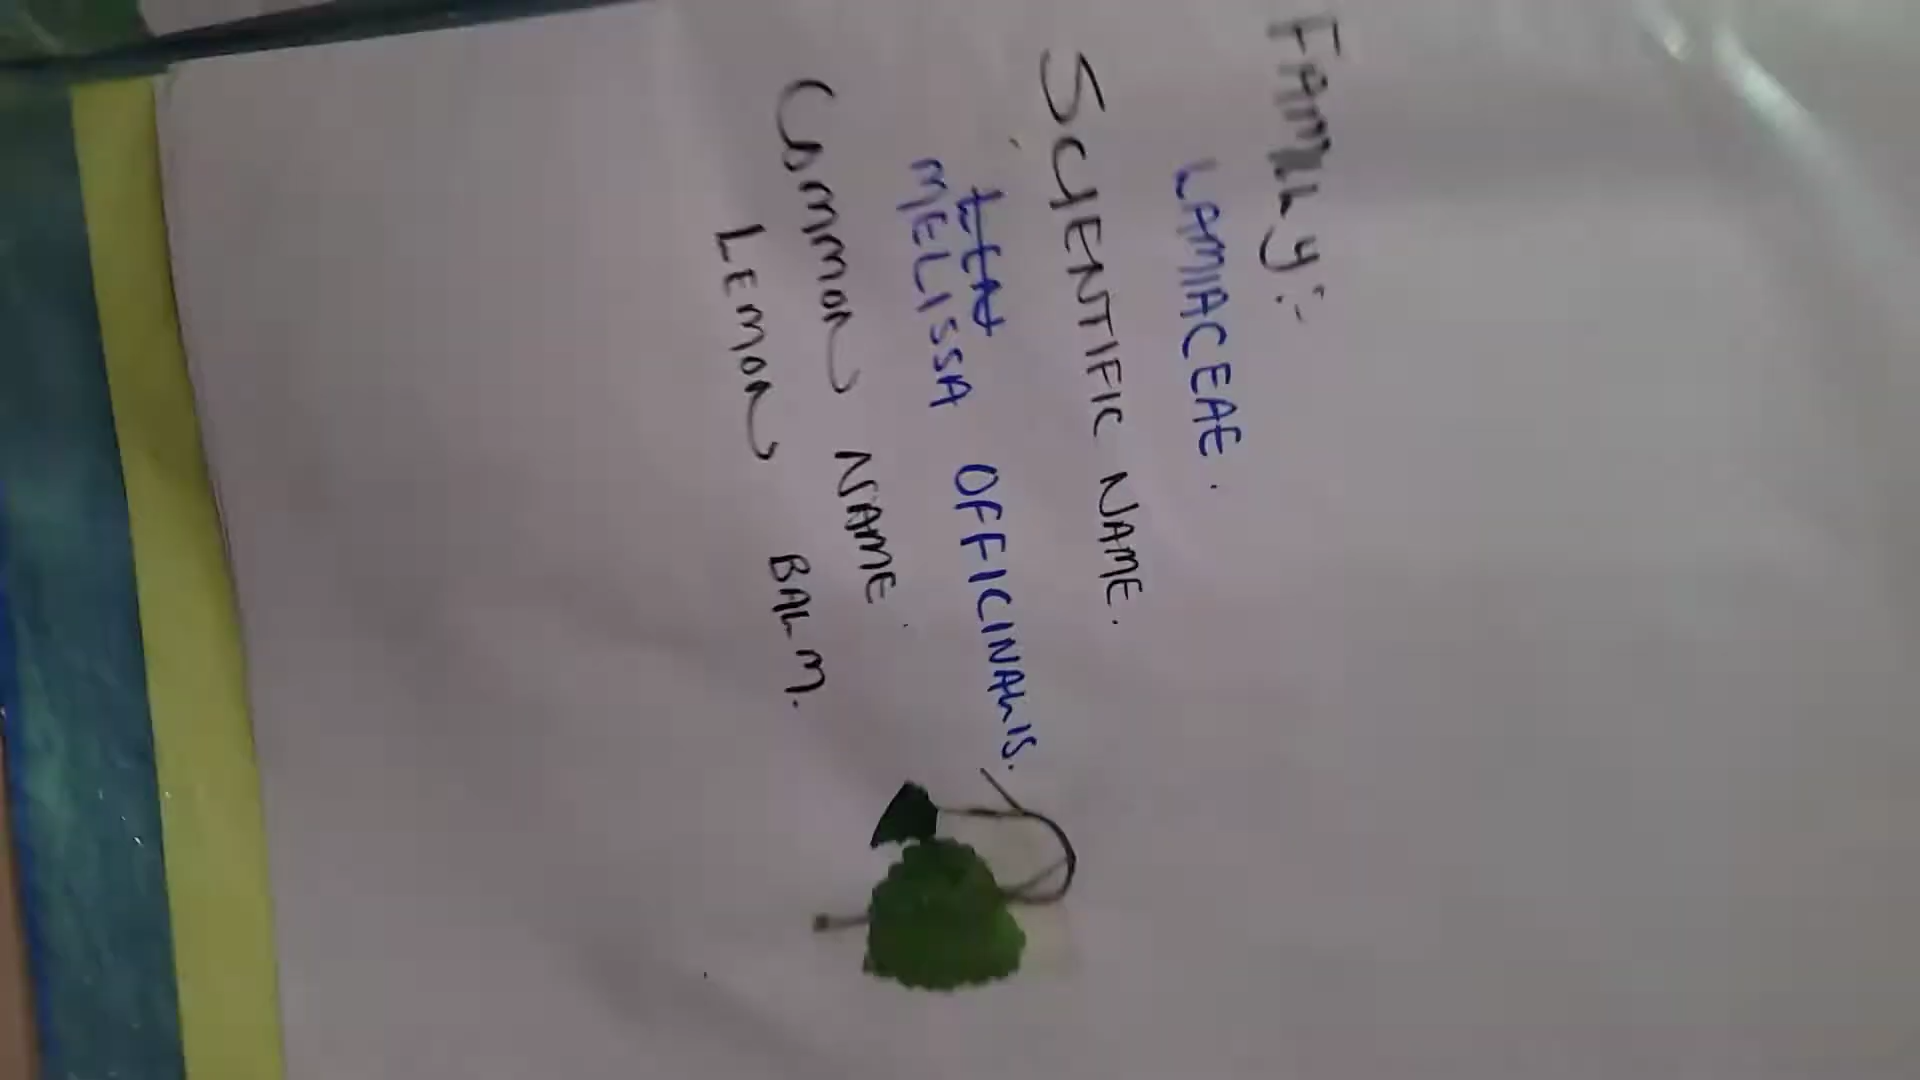 FAMILY:-
LAMIACEAE.
SCIENTIFIC NAME.
MELISSA OFFICINALIS.
COMMON NAME
LEMON BALM.